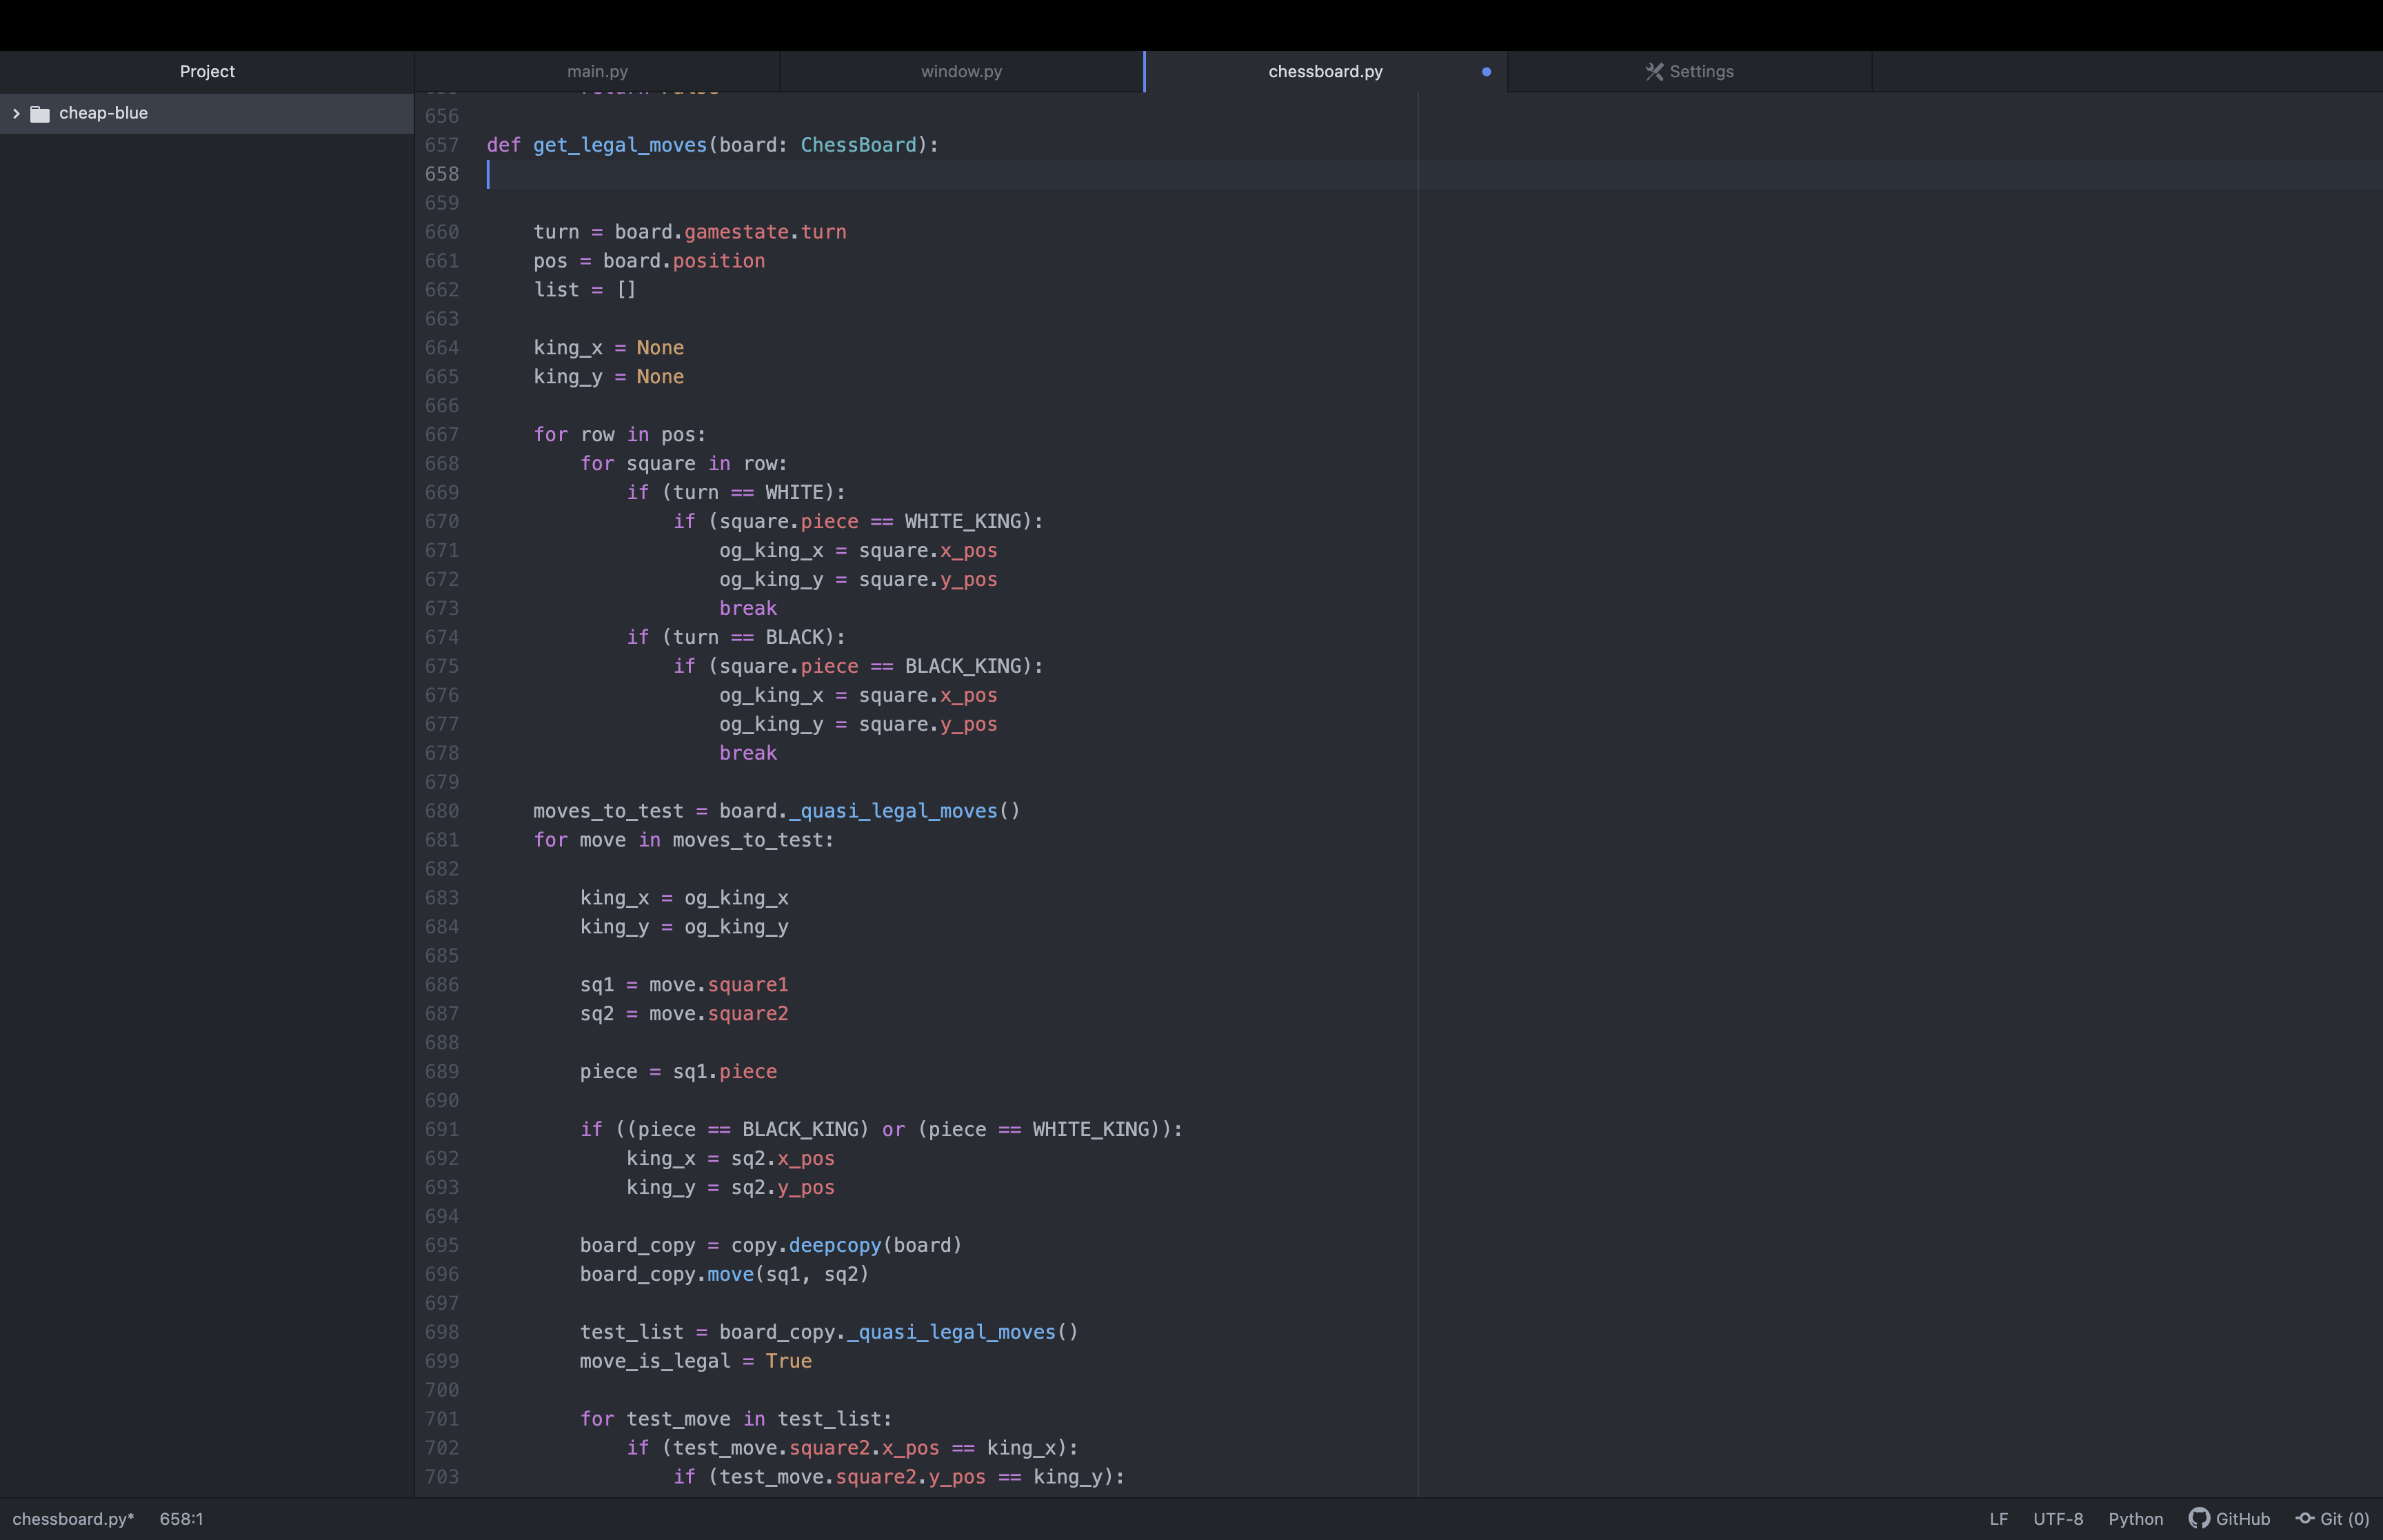 Project
main.py
window.py
chessboard.py
Settings
cheap-blue
656
657 def get_legal_moves(board: ChessBoard):
658
659
660     turn = board.gamestate.turn
661     pos = board.position
662     list = []
663
664     king_x = None
665     king_y = None
666
667     for row in pos:
668         for square in row:
669             if (turn == WHITE):
670                 if (square.piece == WHITE_KING):
671                     og_king_x = square.x_pos
672                     og_king_y = square.y_pos
673                     break
674             if (turn == BLACK):
675                 if (square.piece == BLACK_KING):
676                     og_king_x = square.x_pos
677                     og_king_y = square.y_pos
678                     break
679
680     moves_to_test = board._quasi_legal_moves()
681     for move in moves_to_test:
682
683         king_x = og_king_x
684         king_y = og_king_y
685
686         sq1 = move.square1
687         sq2 = move.square2
688
689         piece = sq1.piece
690
691         if ((piece == BLACK_KING) or (piece == WHITE_KING)):
692             king_x = sq2.x_pos
693             king_y = sq2.y_pos
694
695         board_copy = copy.deepcopy(board)
696         board_copy.move(sq1, sq2)
697
698         test_list = board_copy._quasi_legal_moves()
699         move_is_legal = True
700
701         for test_move in test_list:
702             if (test_move.square2.x_pos == king_x):
703                 if (test_move.square2.y_pos == king_y):
chessboard.py* 658:1
LF UTF-8 Python GitHub Git (0)